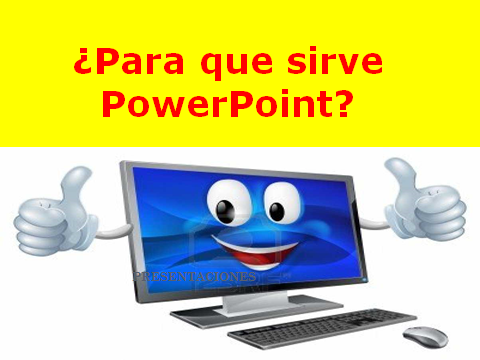 ¿Para que sirve
PowerPoint?
PRESENTACIONES